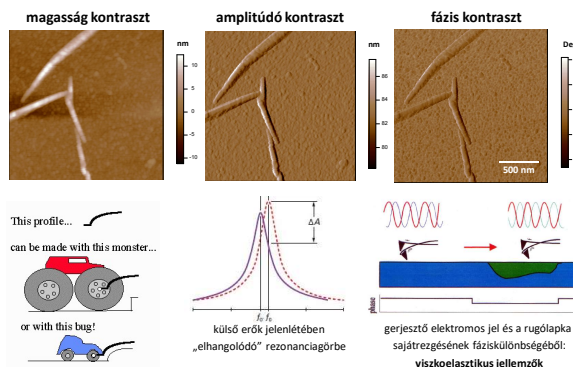 magasság kontraszt
amplitúdó kontraszt
fázis kontraszt
nm
10
5
0
-5
-10
nm
86
84
82
80
De
500 nm
This profile...
can be made with this monster...
or with this bug!
ΔA
f₀' f₀
külső erők jelenlétében
„elhangolódó” rezonanciagörbe
phase
gerjesztő elektromos jel és a rugólapka
sajátrezgésének fáziskülönbségéből:
viszkoelasztikus jellemzők